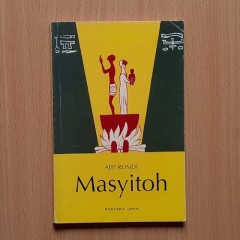 AJIP ROSIDI
Masyitoh
PUSTAKA JAYA